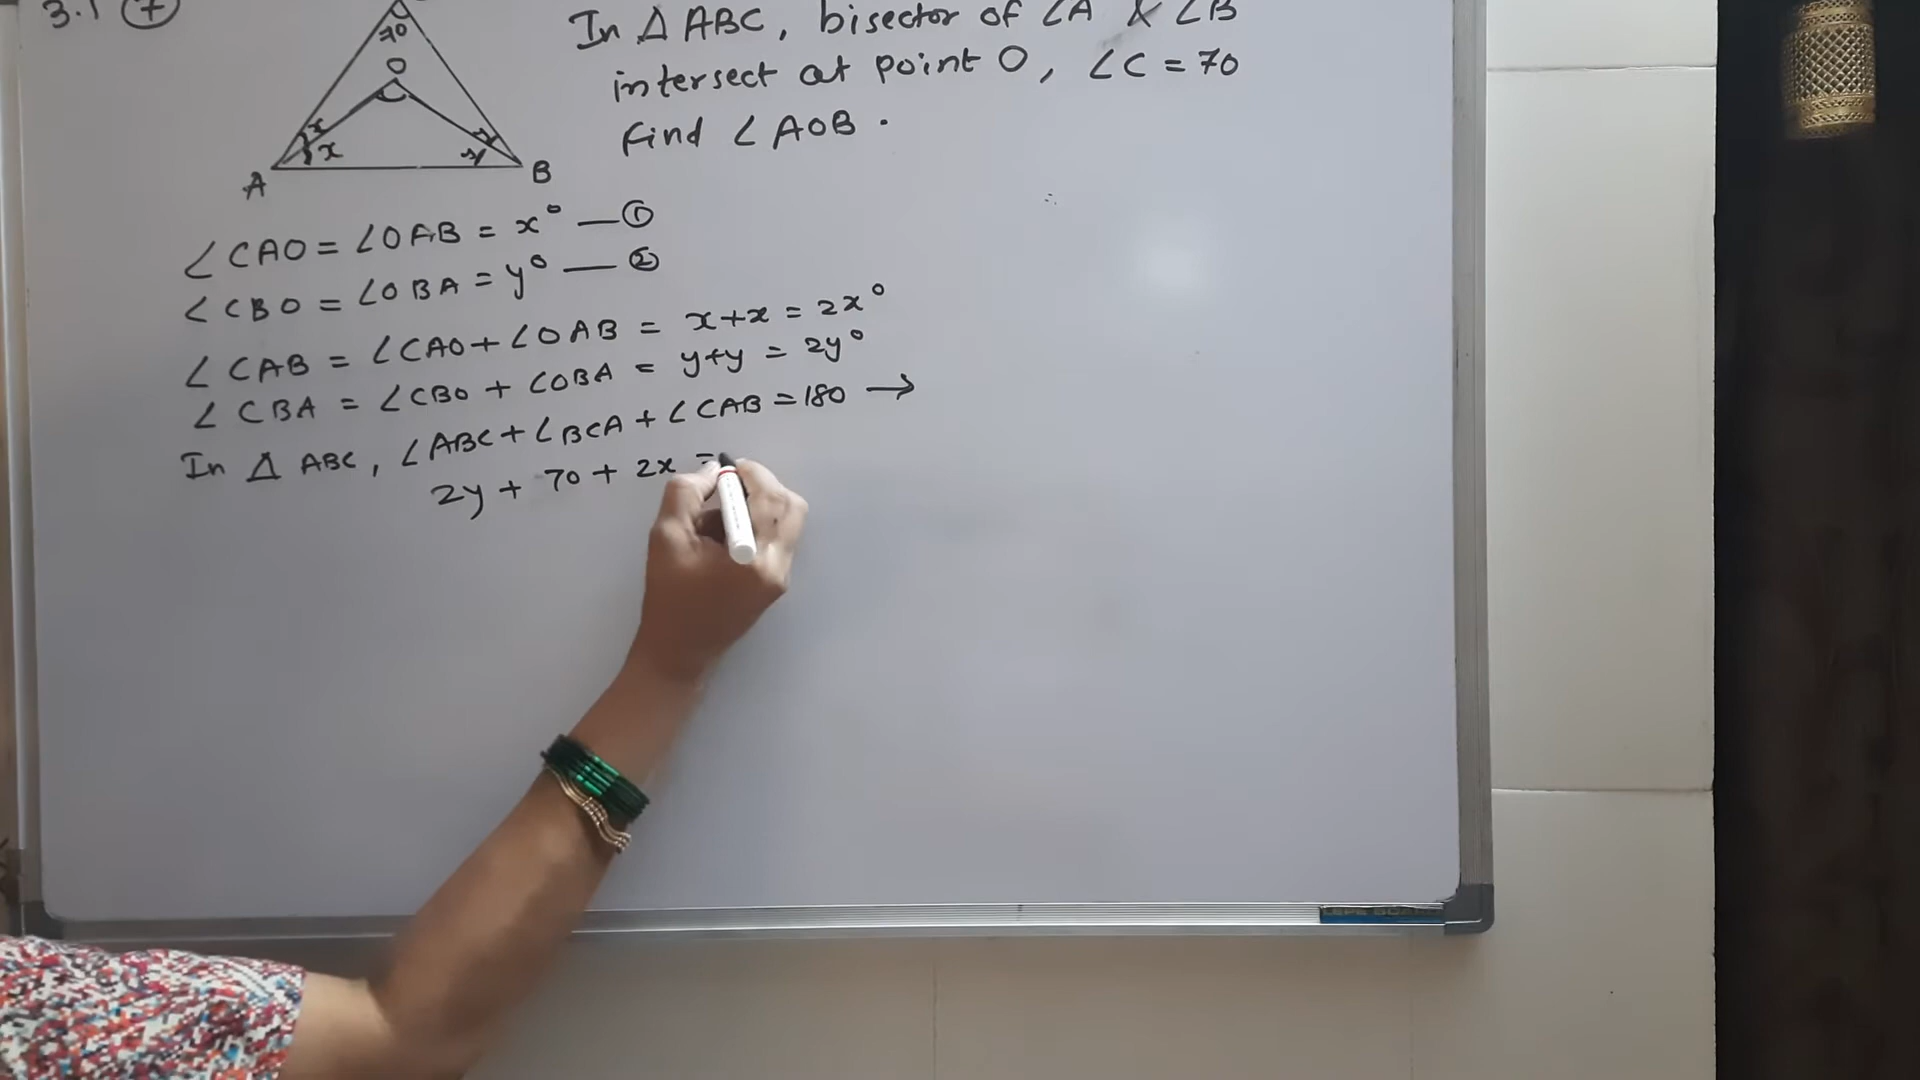 3.1 7
In △ ABC, bisector of ∠A & ∠B
intersect at point O, ∠C = 70
Find ∠AOB.
70
O
x
x
y
y
A
B
∠CAO = ∠OAB = x° — ①
∠CBO = ∠OBA = y° — ②
∠CAB = ∠CAO + ∠OAB = x+x = 2x°
∠CBA = ∠CBO + ∠OBA = y+y = 2y°
In △ ABC, ∠ABC + ∠BCA + ∠CAB = 180 →
2y + 70 + 2x =